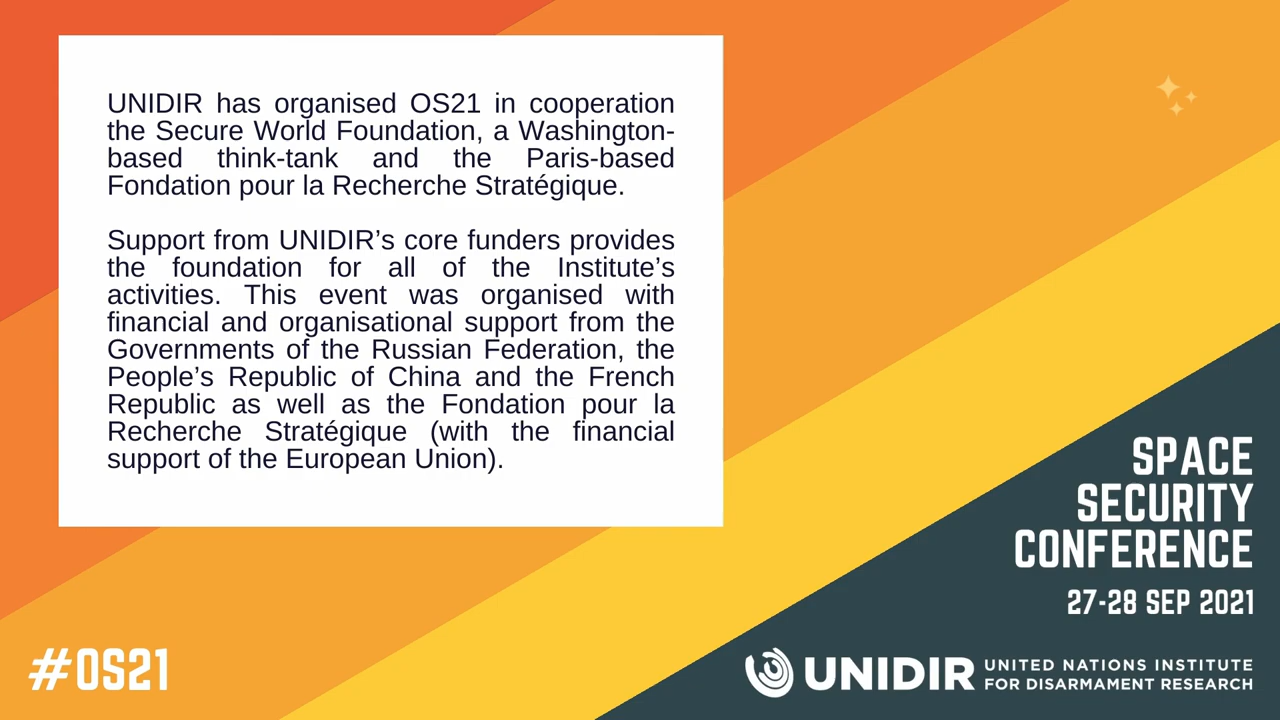 UNIDIR has organised OS21 in cooperation
the Secure World Foundation, a Washington-
based think-tank and the Paris-based
Fondation pour la Recherche Stratégique.
Support from UNIDIR’s core funders provides
the foundation for all of the Institute’s
activities. This event was organised with
financial and organisational support from the
Governments of the Russian Federation, the
People’s Republic of China and the French
Republic as well as the Fondation pour la
Recherche Stratégique (with the financial
support of the European Union).
SPACE
SECURITY
CONFERENCE
27-28 SEP 2021
#OS21
UNIDIR
UNITED NATIONS INSTITUTE
FOR DISARMAMENT RESEARCH